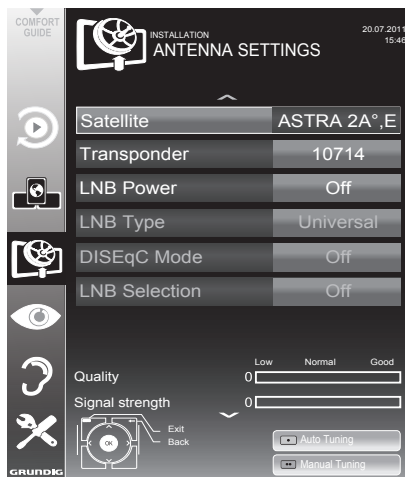 COMFORT
GUIDE
INSTALLATION
ANTENNA SETTINGS
20.07.2011
15:46
Satellite ASTRA 2A°,E
Transponder 10714
LNB Power Off
LNB Type Universal
DISEqC Mode Off
LNB Selection Off
Low Normal Good
Quality 0
Signal strength 0
Exit
Back
OK
Auto Tuning
Manual Tuning
GRUNDIG